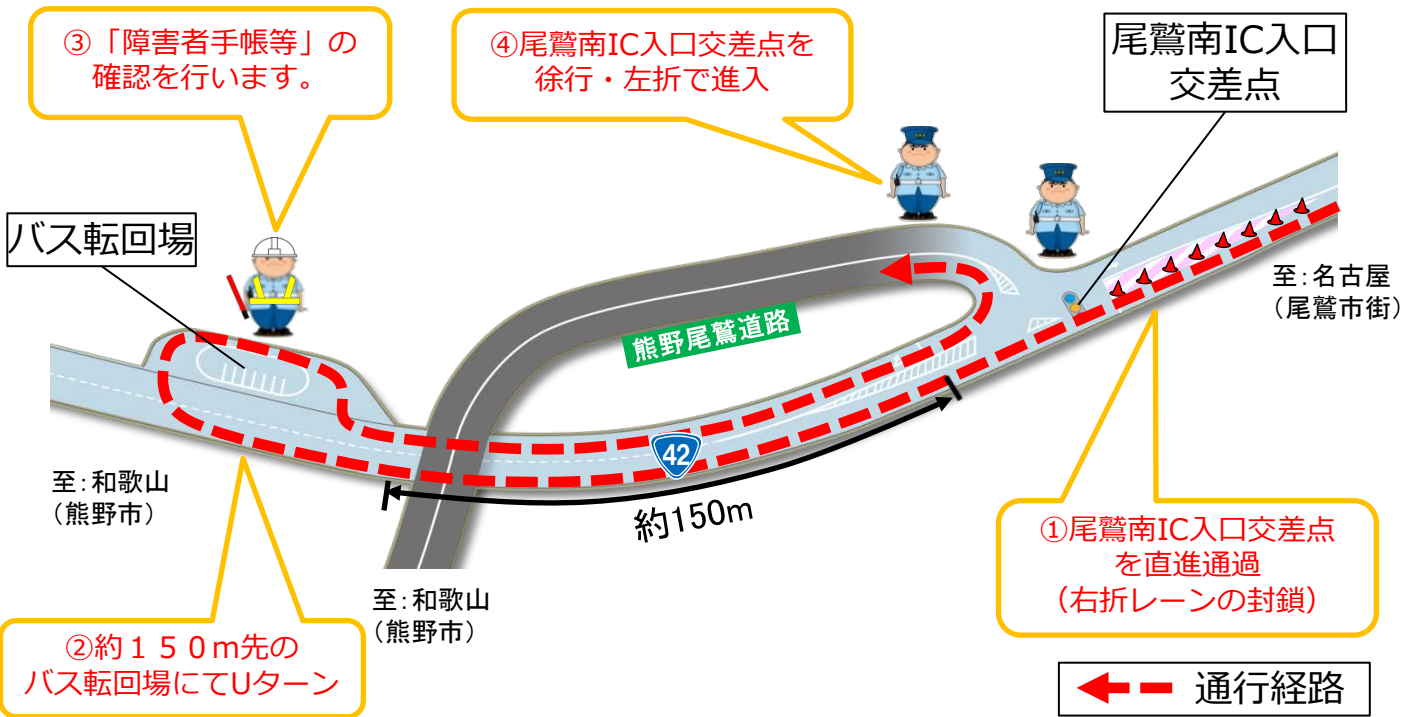 ③「障害者手帳等」の
確認を行います。
④尾鷲南IC入口交差点を
徐行・左折で進入
尾鷲南IC入口
交差点
バス転回場
至：名古屋
（尾鷲市街）
熊野尾鷲道路
42
至：和歌山
（熊野市）
約150m
①尾鷲南IC入口交差点
を直進通過
（右折レーンの封鎖）
至：和歌山
（熊野市）
②約１５０ｍ先の
バス転回場にてUターン
通行経路